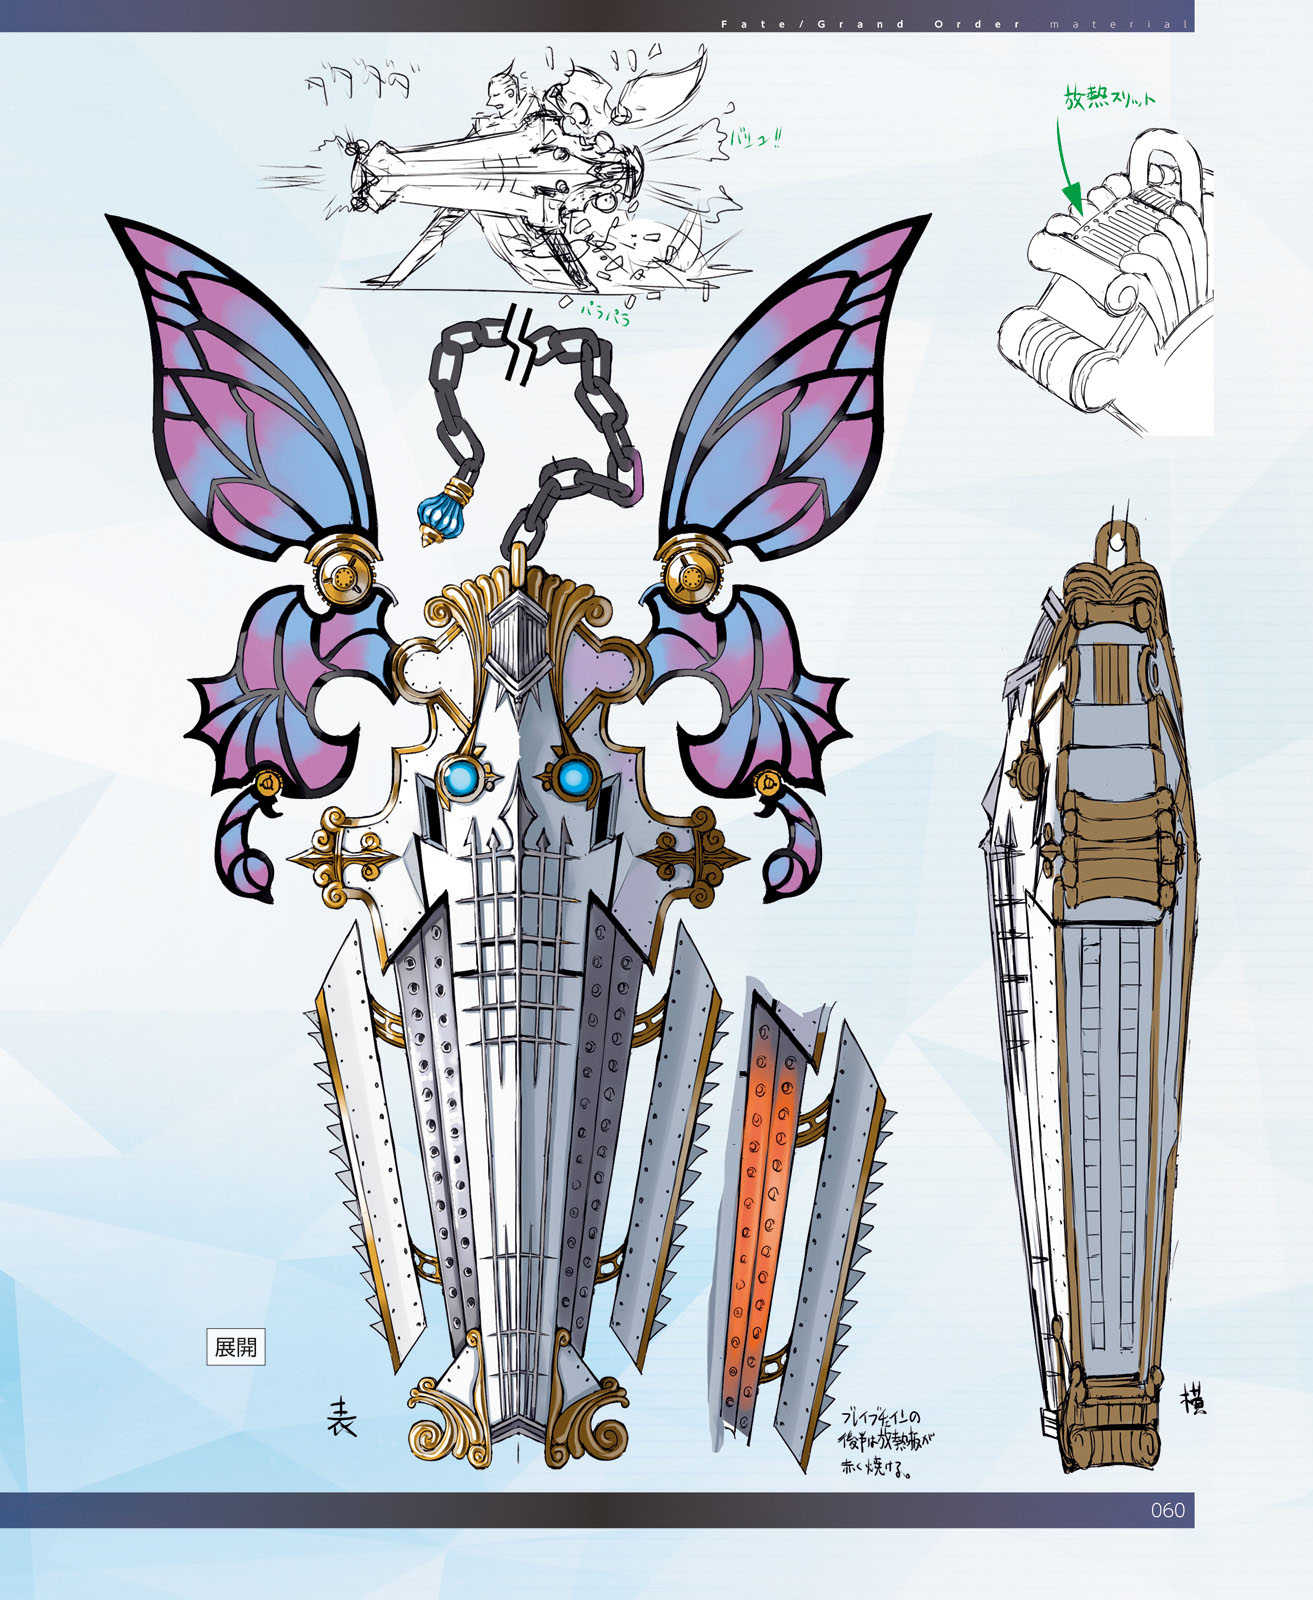 Fate/Grand Order material
ダダダダ
バシュ!!
パラパラ
放熱スリット
展開
表
横
ブレイブチェインの
後半は放熱板が
赤く焼ける。
060